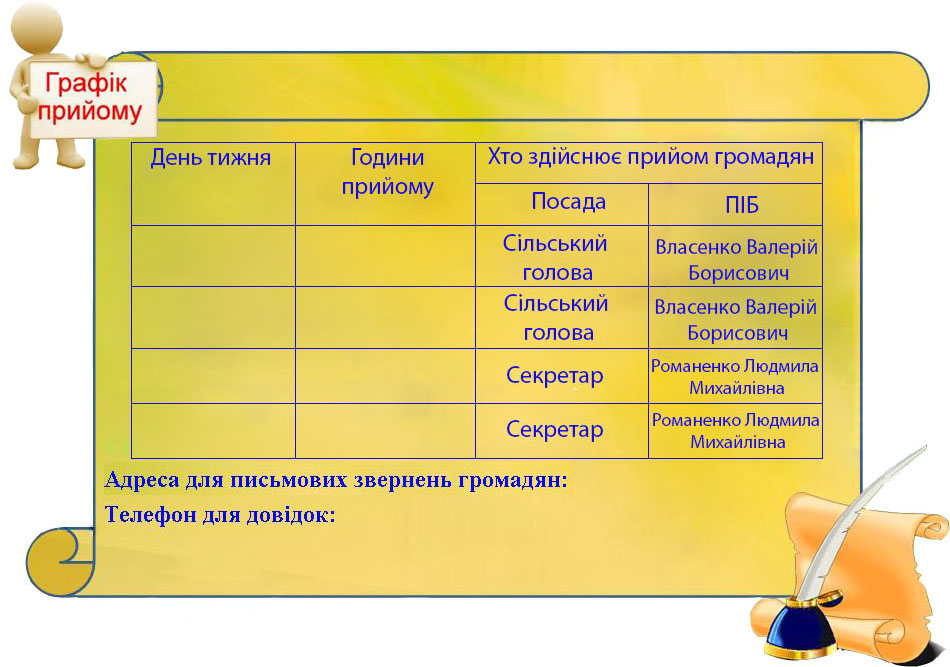 Графік
прийому
День тижня
Години
прийому
Хто здійснює прийом громадян
Посада
ПІБ
Сільський
голова
Власенко Валерій
Борисович
Сільський
голова
Власенко Валерій
Борисович
Секретар
Романенко Людмила
Михайлівна
Секретар
Романенко Людмила
Михайлівна
Адреса для письмових звернень громадян:
Телефон для довідок: